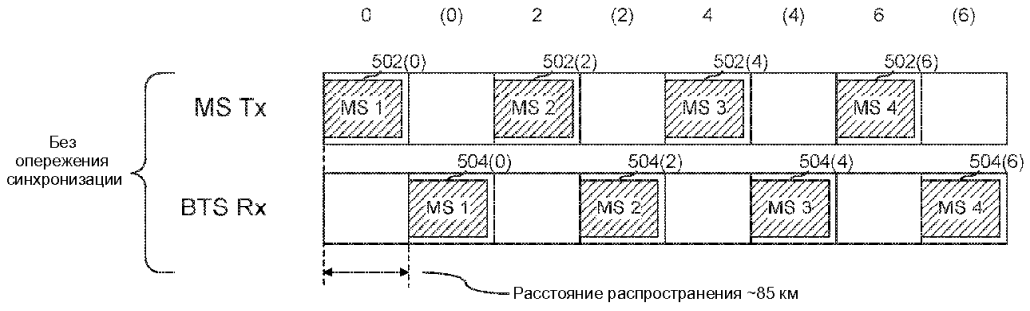 0 (0) 2 (2) 4 (4) 6 (6)
502(0) 502(2) 502(4) 502(6)
MS Tx MS 1 MS 2 MS 3 MS 4
Без
опережения
синхронизации
504(0) 504(2) 504(4) 504(6)
BTS Rx MS 1 MS 2 MS 3 MS 4
Расстояние распространения ~85 км